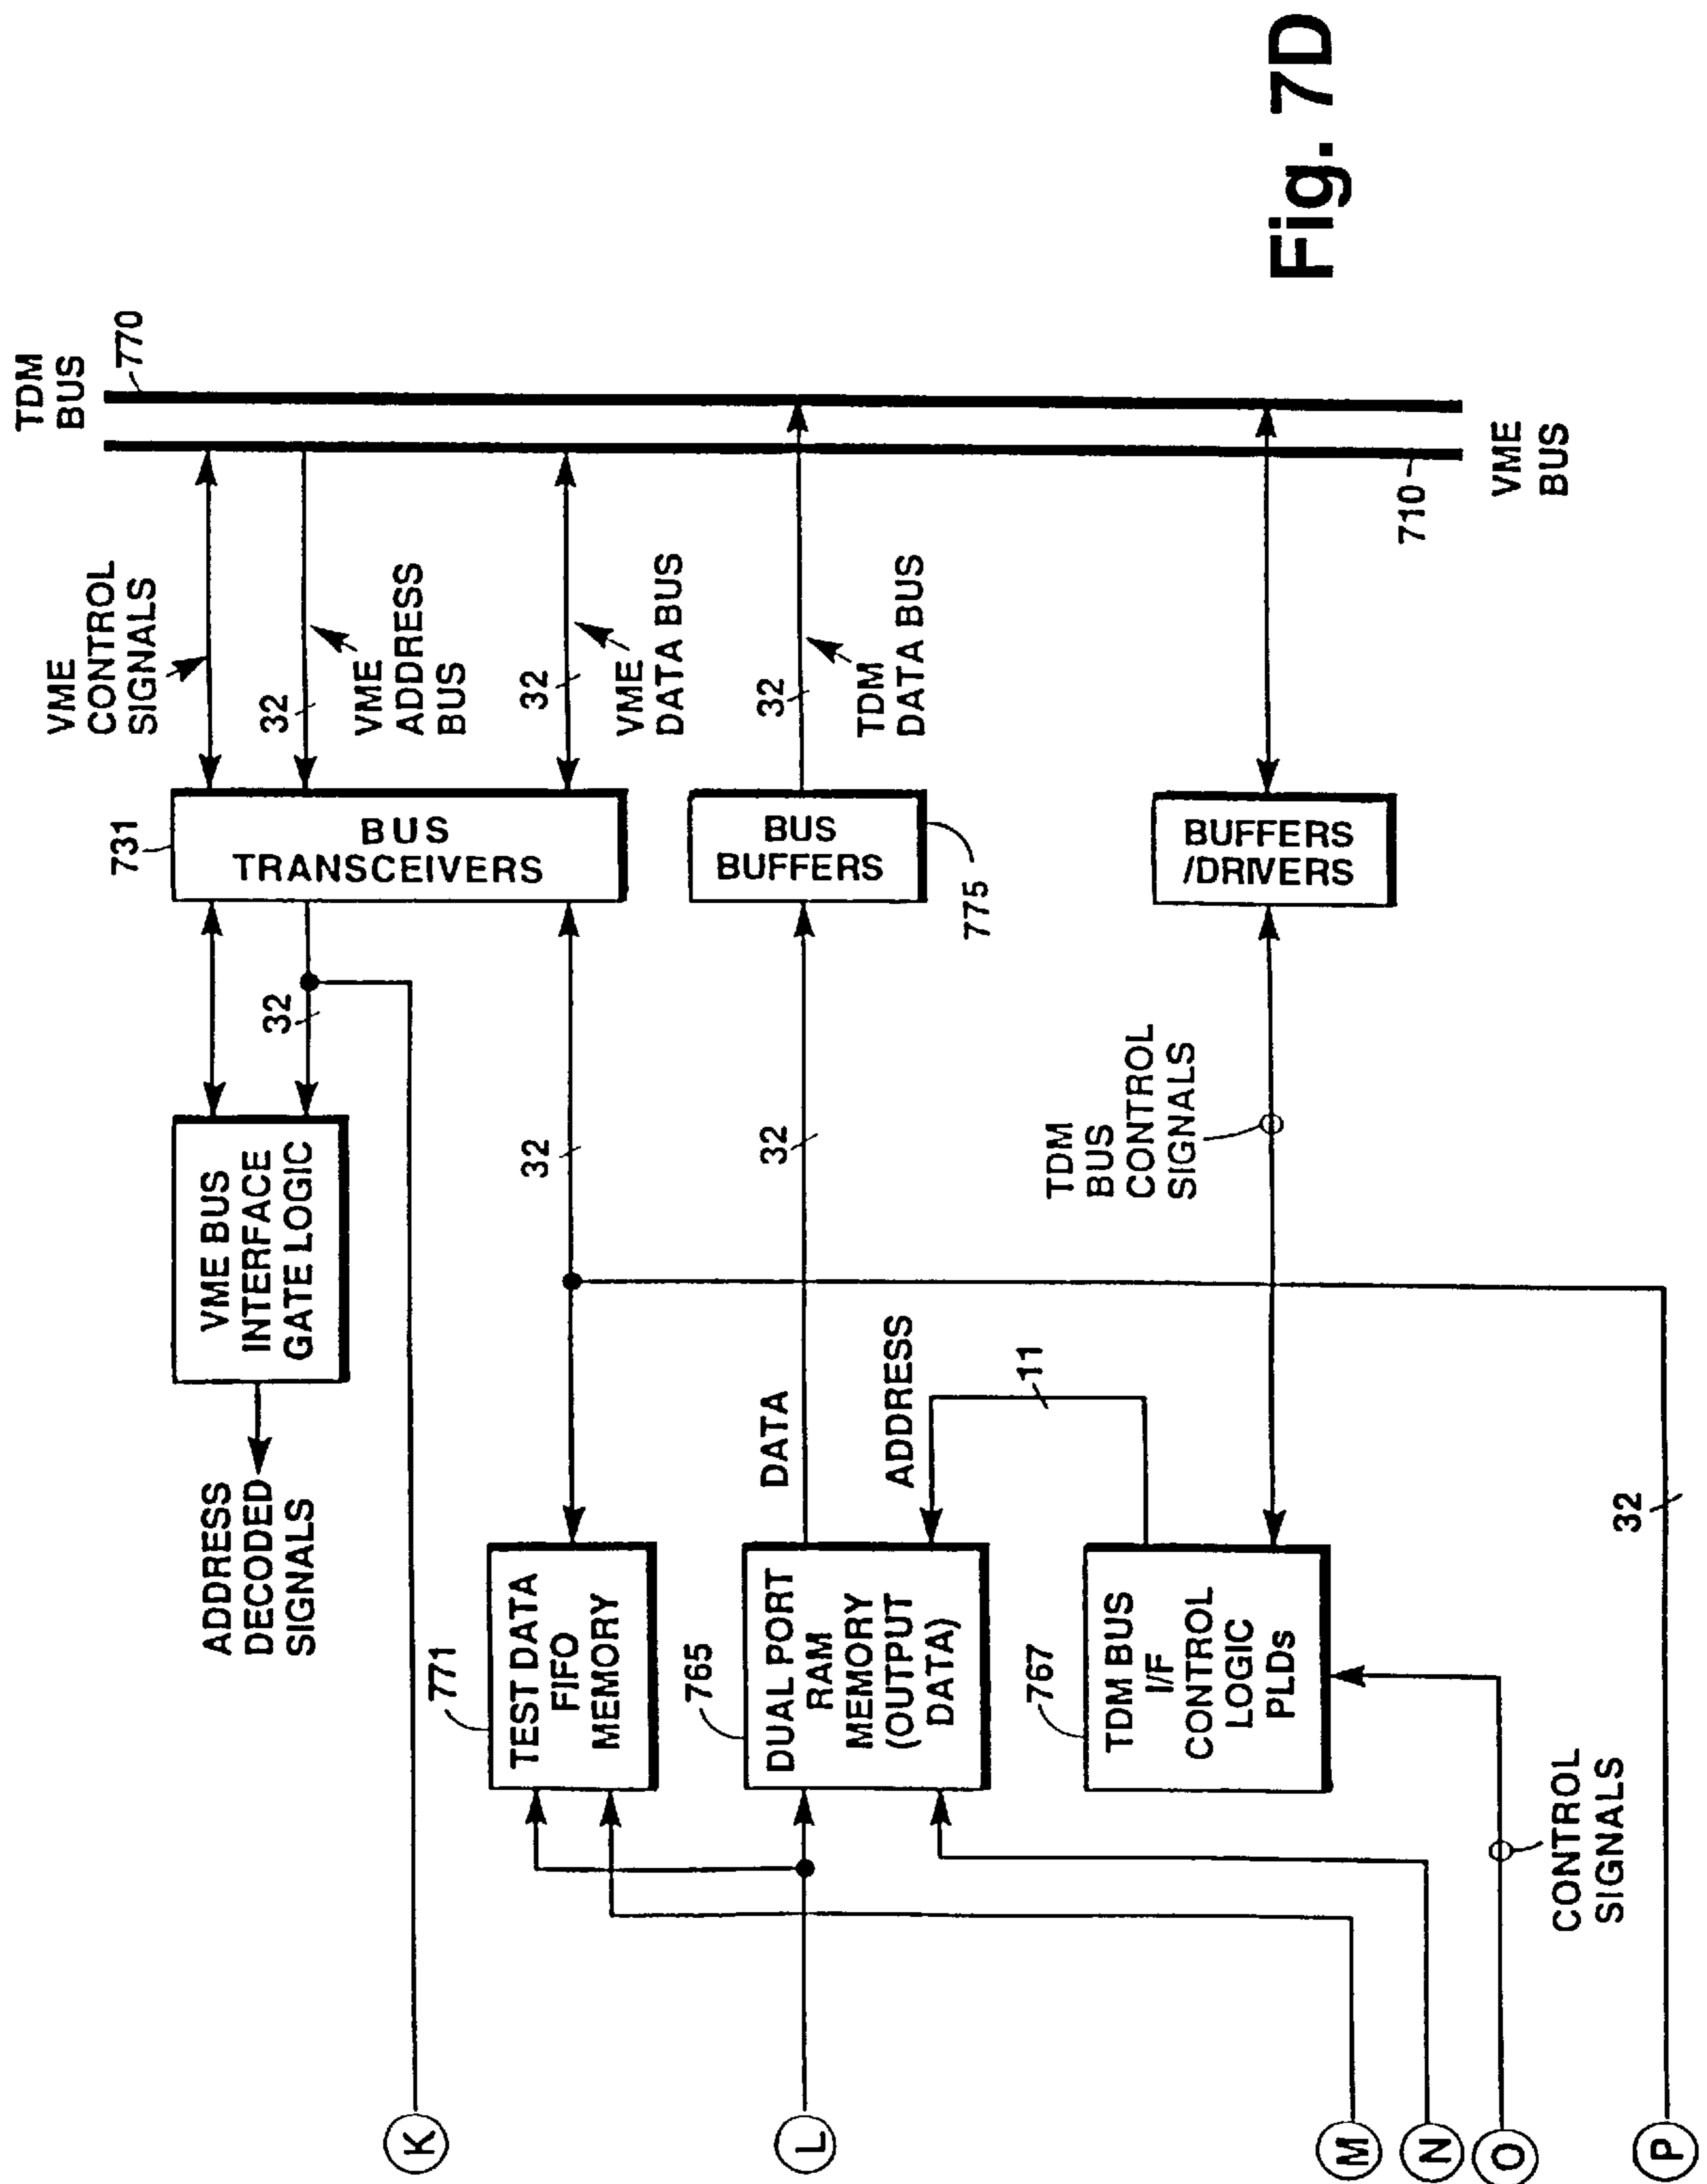 TDM
BUS
770
VME
CONTROL
SIGNALS
32
VME
ADDRESS
BUS
32
VME
DATA BUS
32
TDM
DATA BUS
710
VME
BUS
731
BUS
TRANSCEIVERS
BUS
BUFFERS
775
BUFFERS
/DRIVERS
VME BUS
INTERFACE
GATE LOGIC
32
32
32
TDM
BUS
CONTROL
SIGNALS
ADDRESS
DECODED
SIGNALS
DATA
ADDRESS
11
771
TEST DATA
FIFO
MEMORY
765
DUAL PORT
RAM
MEMORY
(OUTPUT
DATA)
767
TDM BUS
I/F
CONTROL
LOGIC
PLDs
32
CONTROL
SIGNALS
K
L
M
N
O
P
Fig. 7D